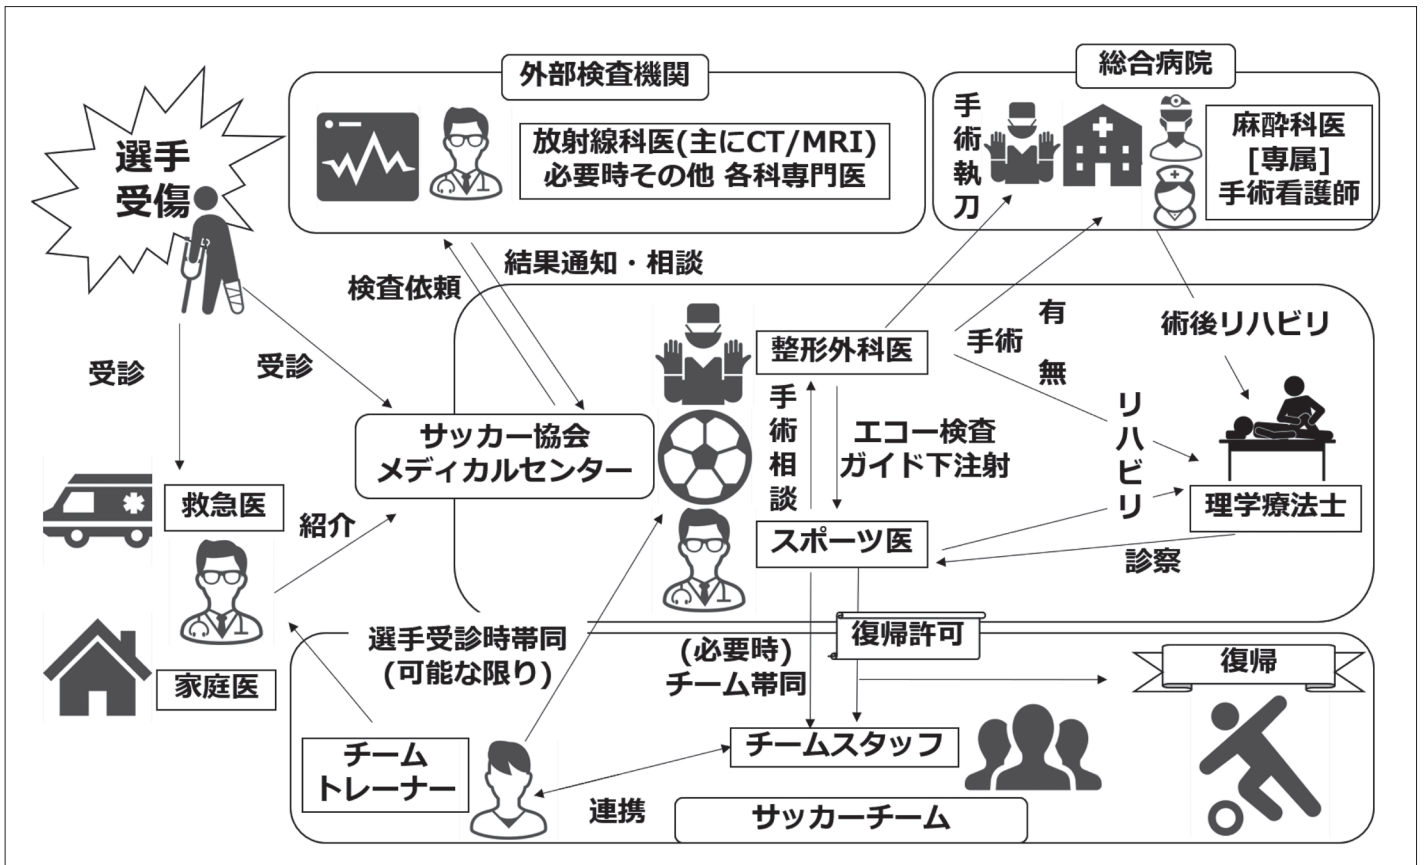 外部検査機関
放射線科医(主にCT/MRI)
必要時その他 各科専門医
総合病院
手術執刀
麻酔科医
[専属]
手術看護師
選手
受傷
結果通知・相談
検査依頼
受診
受診
整形外科医
手術
有
無
術後リハビリ
サッカー協会
メディカルセンター
手術相談
エコー検査
ガイド下注射
リハビリ
救急医
紹介
スポーツ医
理学療法士
診察
家庭医
選手受診時帯同
(可能な限り)
(必要時)
チーム帯同
復帰許可
復帰
チーム
トレーナー
チームスタッフ
連携
サッカーチーム